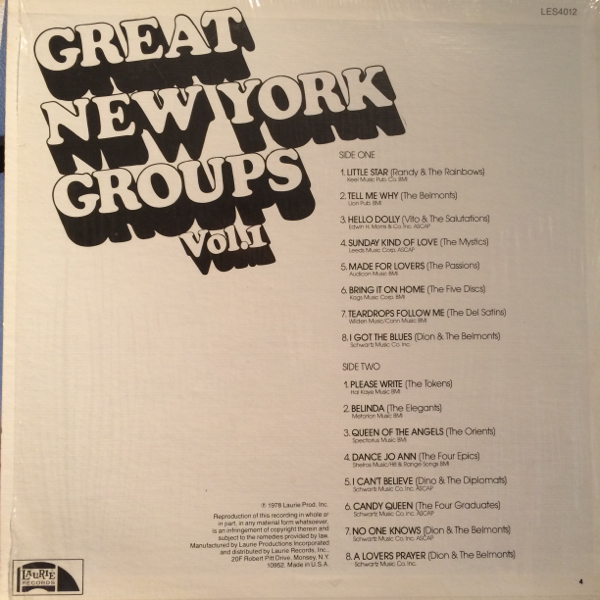 LES4012
GREAT
NEW YORK
GROUPS
Vol.1
SIDE ONE
1. LITTLE STAR (Randy & The Rainbows)
Keel Music Pub. Co. BMI
2. TELL ME WHY (The Belmonts)
Lion Pub. BMI
3. HELLO DOLLY (Vito & The Salutations)
Edwin H. Morris & Co. Inc. ASCAP
4. SUNDAY KIND OF LOVE (The Mystics)
Leeds Music Corp. ASCAP
5. MADE FOR LOVERS (The Passions)
Audicon Music BMI
6. BRING IT ON HOME (The Five Discs)
Kags Music Corp. BMI
7. TEARDROPS FOLLOW ME (The Del Satins)
Wilden Music/Conn Music BMI
8. I GOT THE BLUES (Dion & The Belmonts)
Schwartz Music Co. Inc.
SIDE TWO
1. PLEASE WRITE (The Tokens)
Hal Kaye Music BMI
2. BELINDA (The Elegants)
Metorion Music BMI
3. QUEEN OF THE ANGELS (The Orients)
Spectorius Music BMI
4. DANCE JO ANN (The Four Epics)
Shelros Music/Hill & Range Songs BMI
5. I CAN'T BELIEVE (Dino & The Diplomats)
Schwartz Music Co. Inc. ASCAP
6. CANDY QUEEN (The Four Graduates)
Schwartz Music Co. Inc. ASCAP
7. NO ONE KNOWS (Dion & The Belmonts)
Schwartz Music Co. Inc. ASCAP
8. A LOVERS PRAYER (Dion & The Belmonts)
Schwartz Music Co. Inc.
℗ 1978 Laurie Prod. Inc.
Reproduction of this recording in whole or
in part, in any material form whatsoever,
is an infringement of copyright therein and
subject to the remedies provided by law.
Manufactured by Laurie Productions Incorporated
and distributed by Laurie Records, Inc.,
20F Robert Pitt Drive, Monsey, N.Y.
10952. Made in U.S.A.
LAURIE
RECORDS
4